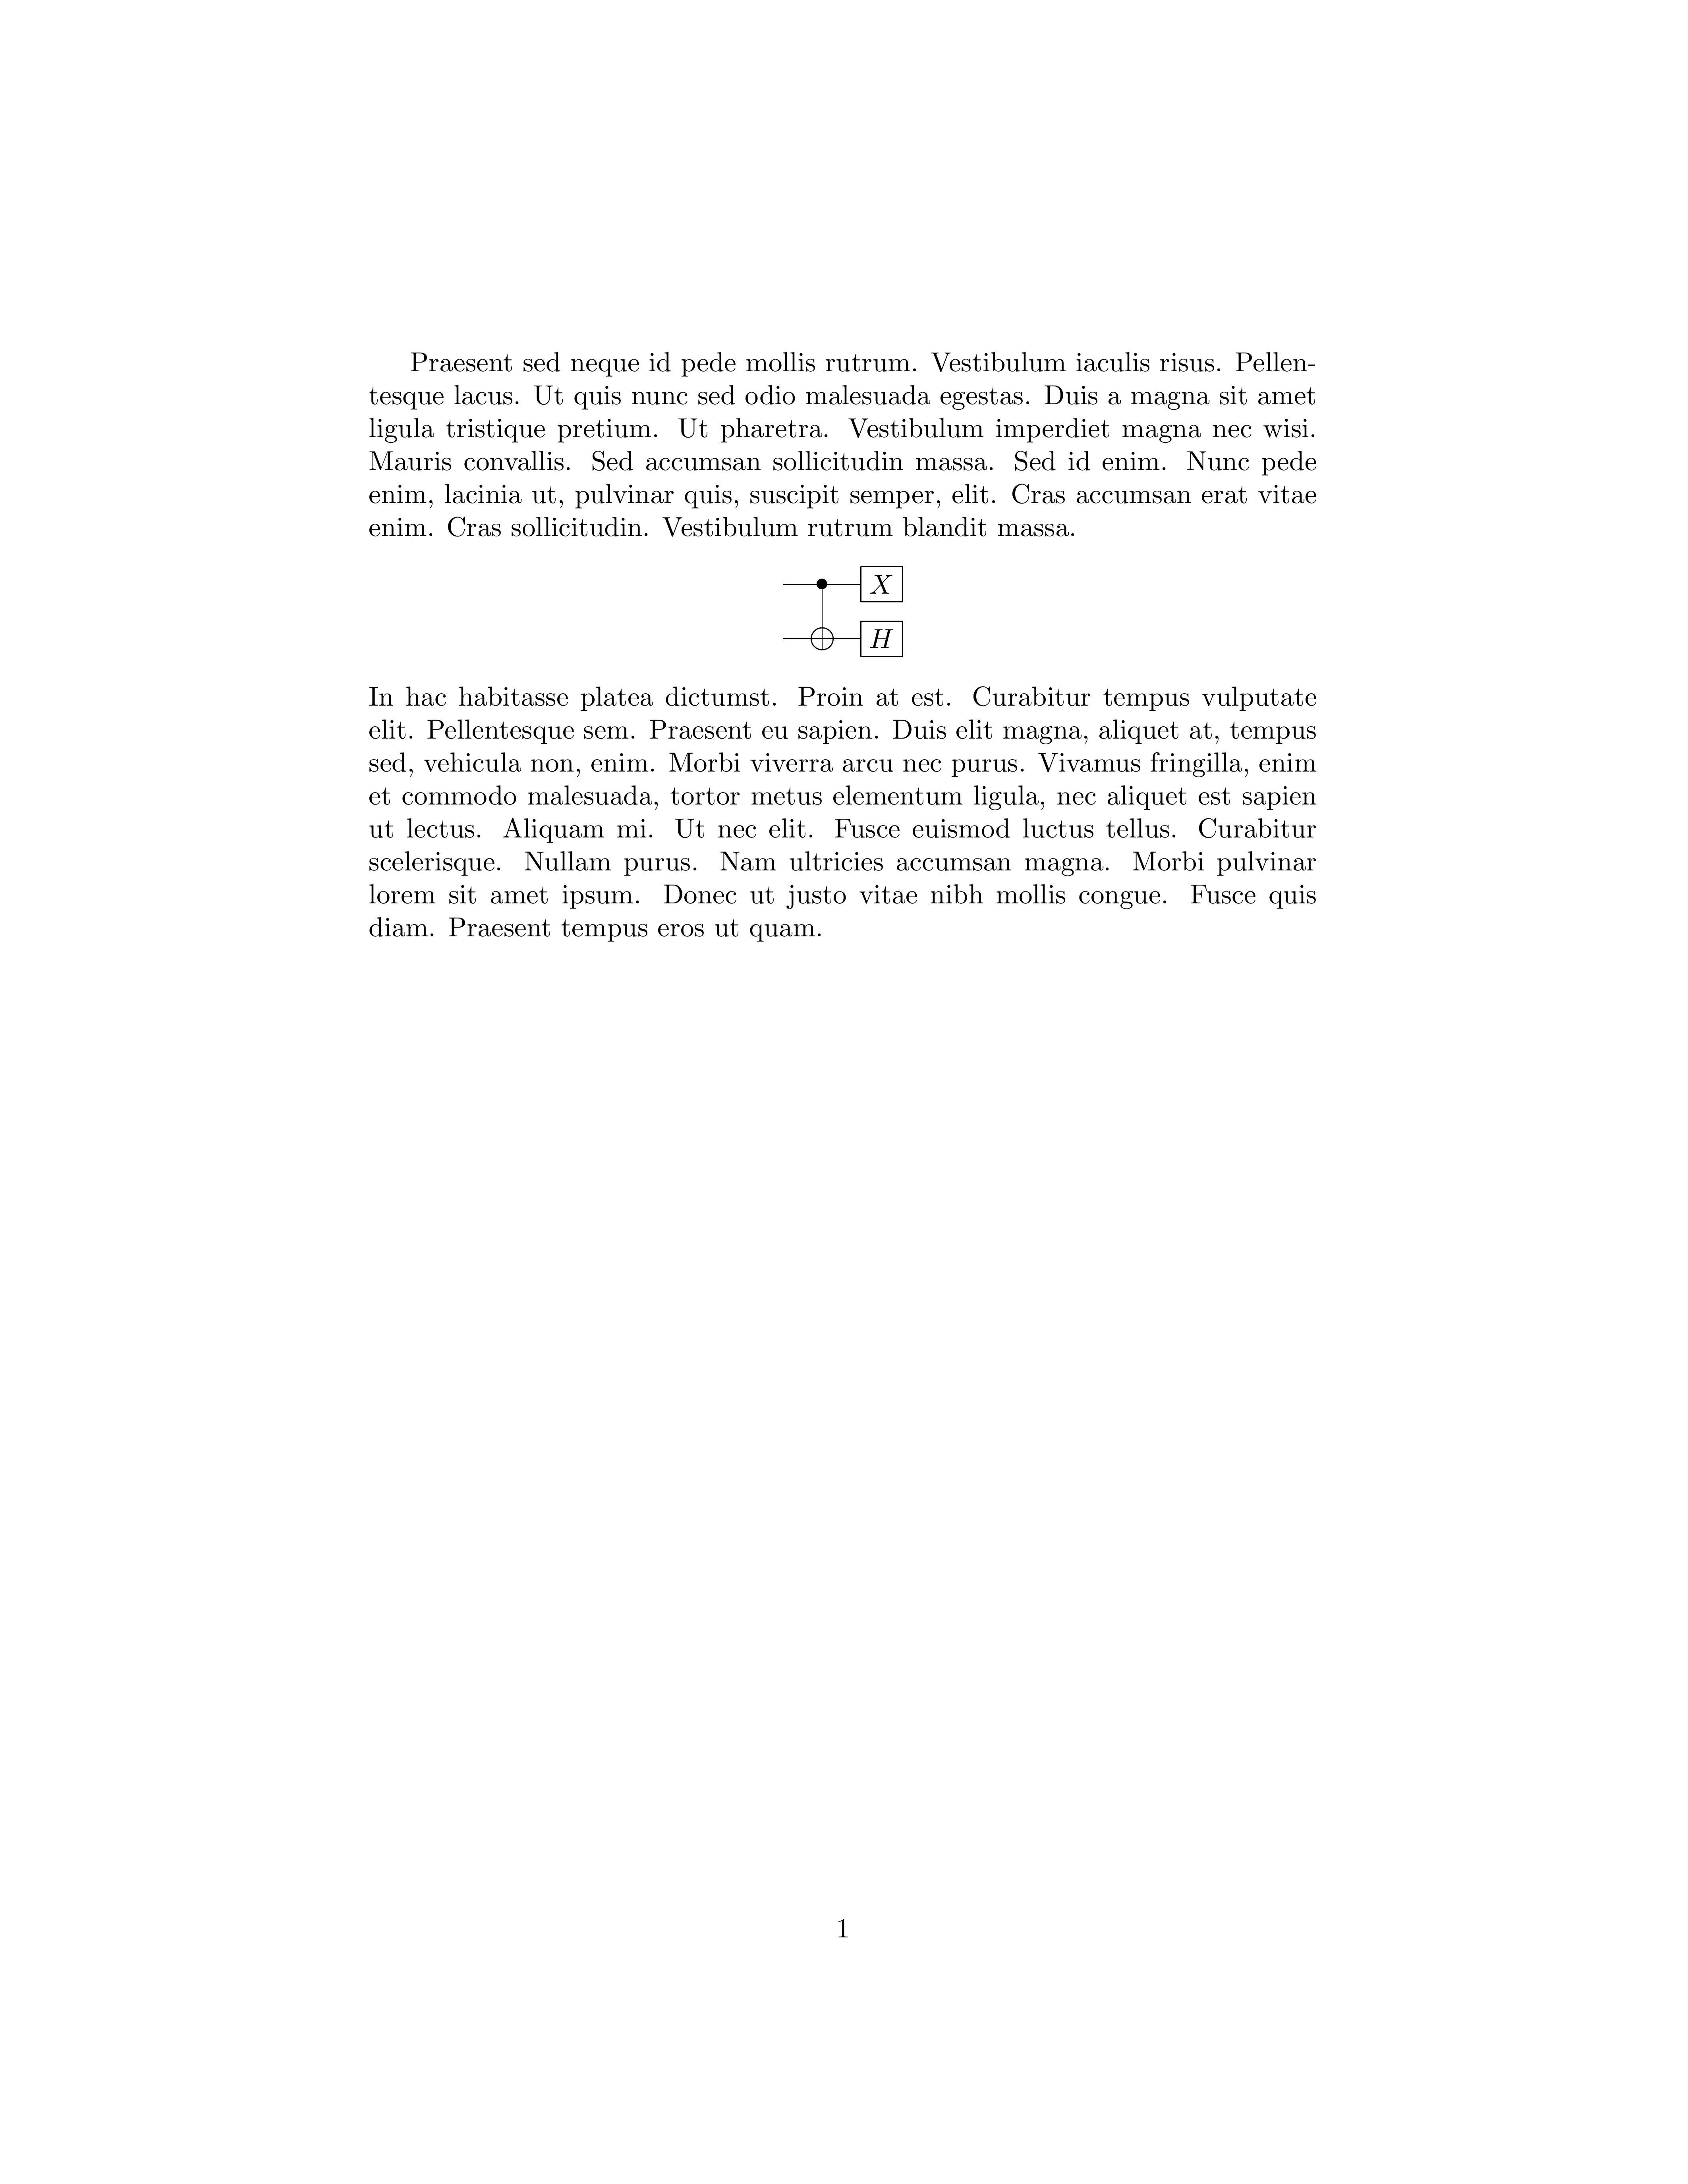 Praesent sed neque id pede mollis rutrum. Vestibulum iaculis risus. Pellen-
tesque lacus. Ut quis nunc sed odio malesuada egestas. Duis a magna sit amet
ligula tristique pretium. Ut pharetra. Vestibulum imperdiet magna nec wisi.
Mauris convallis. Sed accumsan sollicitudin massa. Sed id enim. Nunc pede
enim, lacinia ut, pulvinar quis, suscipit semper, elit. Cras accumsan erat vitae
enim. Cras sollicitudin. Vestibulum rutrum blandit massa.
X
H
In hac habitasse platea dictumst. Proin at est. Curabitur tempus vulputate
elit. Pellentesque sem. Praesent eu sapien. Duis elit magna, aliquet at, tempus
sed, vehicula non, enim. Morbi viverra arcu nec purus. Vivamus fringilla, enim
et commodo malesuada, tortor metus elementum ligula, nec aliquet est sapien
ut lectus. Aliquam mi. Ut nec elit. Fusce euismod luctus tellus. Curabitur
scelerisque. Nullam purus. Nam ultricies accumsan magna. Morbi pulvinar
lorem sit amet ipsum. Donec ut justo vitae nibh mollis congue. Fusce quis
diam. Praesent tempus eros ut quam.
1